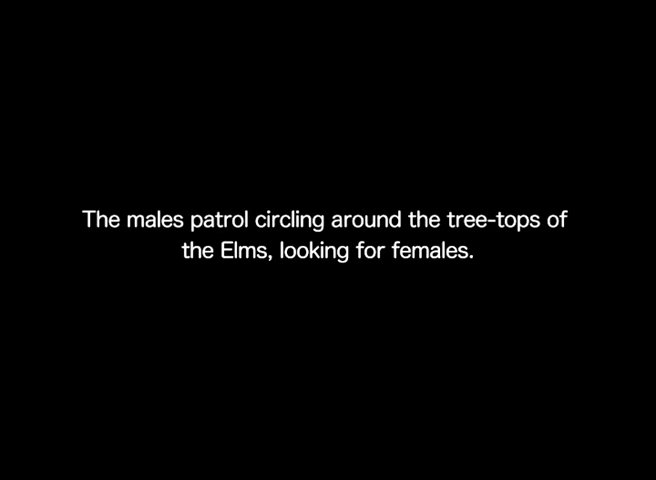 The males patrol circling around the tree-tops of
the Elms, looking for females.